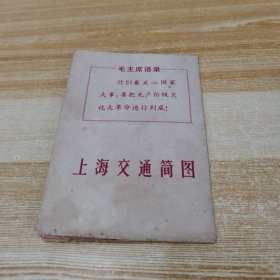 毛主席语录
你们要关心国家
大事，要把无产阶级文
化大革命进行到底！
上海交通简图